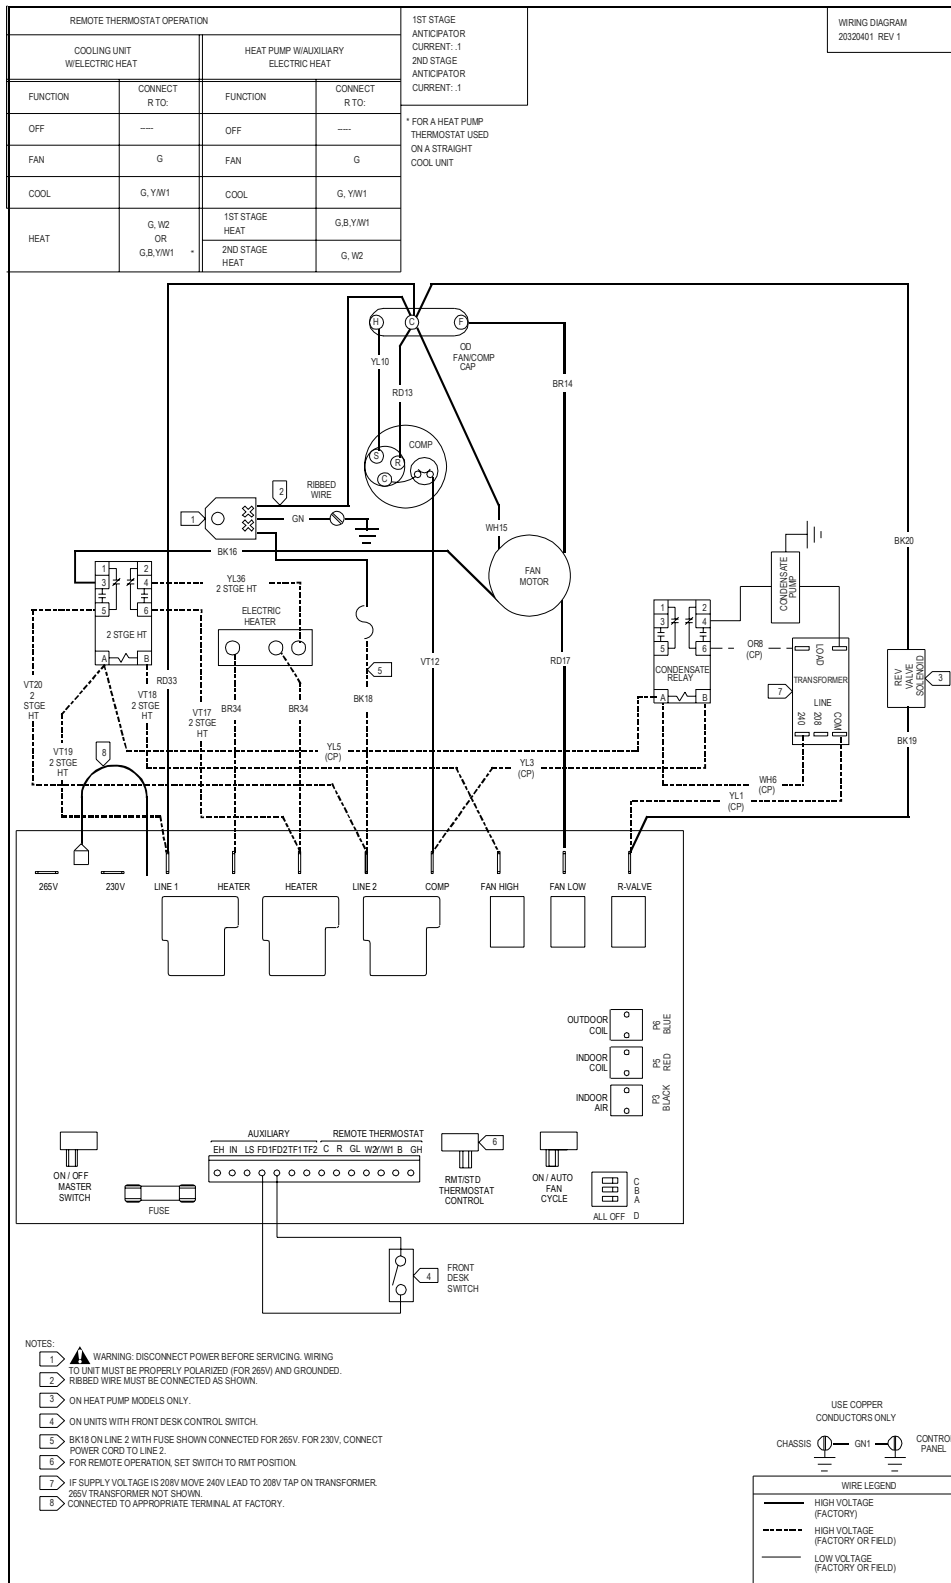 REMOTE THERMOSTAT OPERATION
COOLING UNIT
W/ELECTRIC HEAT
HEAT PUMP W/AUXILIARY
ELECTRIC HEAT
FUNCTION
CONNECT
R TO:
FUNCTION
CONNECT
R TO:
OFF
----
OFF
----
FAN
G
FAN
G
COOL
G, Y/W1
COOL
G, Y/W1
HEAT
G, W2
OR
G,B,Y/W1 *
1ST STAGE
HEAT
G,B,Y/W1
2ND STAGE
HEAT
G, W2
1ST STAGE
ANTICIPATOR
CURRENT: .1
2ND STAGE
ANTICIPATOR
CURRENT: .1
* FOR A HEAT PUMP
THERMOSTAT USED
ON A STRAIGHT
COOL UNIT
WIRING DIAGRAM
20320401 REV 1
H
C
F
OD
FAN/COMP
CAP
YL10
RD13
BR14
COMP
S
R
C
2
RIBBED
WIRE
1
GN
BK16
WH15
FAN
MOTOR
BK20
CONDENSATE
PUMP
1
2
3
4
5
6
2 STGE HT
A
B
YL36
2 STGE HT
ELECTRIC
HEATER
1
2
3
4
5
6
CONDENSATE
RELAY
A
B
OR8
(CP)
LOAD
TRANSFORMER
LINE
240
208
COM
7
REV
VALVE
SOLENOID
3
VT20
2
STGE
HT
RD33
VT18
2 STGE
HT
VT17
2 STGE
HT
BR34
BR34
5
BK18
VT12
RD17
BK19
VT19
2 STGE
HT
8
YL5
(CP)
YL3
(CP)
WH6
(CP)
YL1
(CP)
265V
230V
LINE 1
HEATER
HEATER
LINE 2
COMP
FAN HIGH
FAN LOW
R-VALVE
OUTDOOR
COIL
P6
BLUE
INDOOR
COIL
P5
RED
INDOOR
AIR
P3
BLACK
AUXILIARY
REMOTE THERMOSTAT
EH IN LS FD1FD2TF1TF2 C R GL W2Y/W1 B GH
ON / OFF
MASTER
SWITCH
FUSE
6
RMT/STD
THERMOSTAT
CONTROL
ON / AUTO
FAN
CYCLE
C
B
A
ALL OFF D
4
FRONT
DESK
SWITCH
NOTES:
1 WARNING: DISCONNECT POWER BEFORE SERVICING. WIRING
TO UNIT MUST BE PROPERLY POLARIZED (FOR 265V) AND GROUNDED.
2 RIBBED WIRE MUST BE CONNECTED AS SHOWN.
3 ON HEAT PUMP MODELS ONLY.
4 ON UNITS WITH FRONT DESK CONTROL SWITCH.
5 BK18 ON LINE 2 WITH FUSE SHOWN CONNECTED FOR 265V. FOR 230V, CONNECT
POWER CORD TO LINE 2.
6 FOR REMOTE OPERATION, SET SWITCH TO RMT POSITION.
7 IF SUPPLY VOLTAGE IS 208V MOVE 240V LEAD TO 208V TAP ON TRANSFORMER.
265V TRANSFORMER NOT SHOWN.
8 CONNECTED TO APPROPRIATE TERMINAL AT FACTORY.
USE COPPER
CONDUCTORS ONLY
CHASSIS
GN1
CONTROL
PANEL
WIRE LEGEND
HIGH VOLTAGE
(FACTORY)
HIGH VOLTAGE
(FACTORY OR FIELD)
LOW VOLTAGE
(FACTORY OR FIELD)